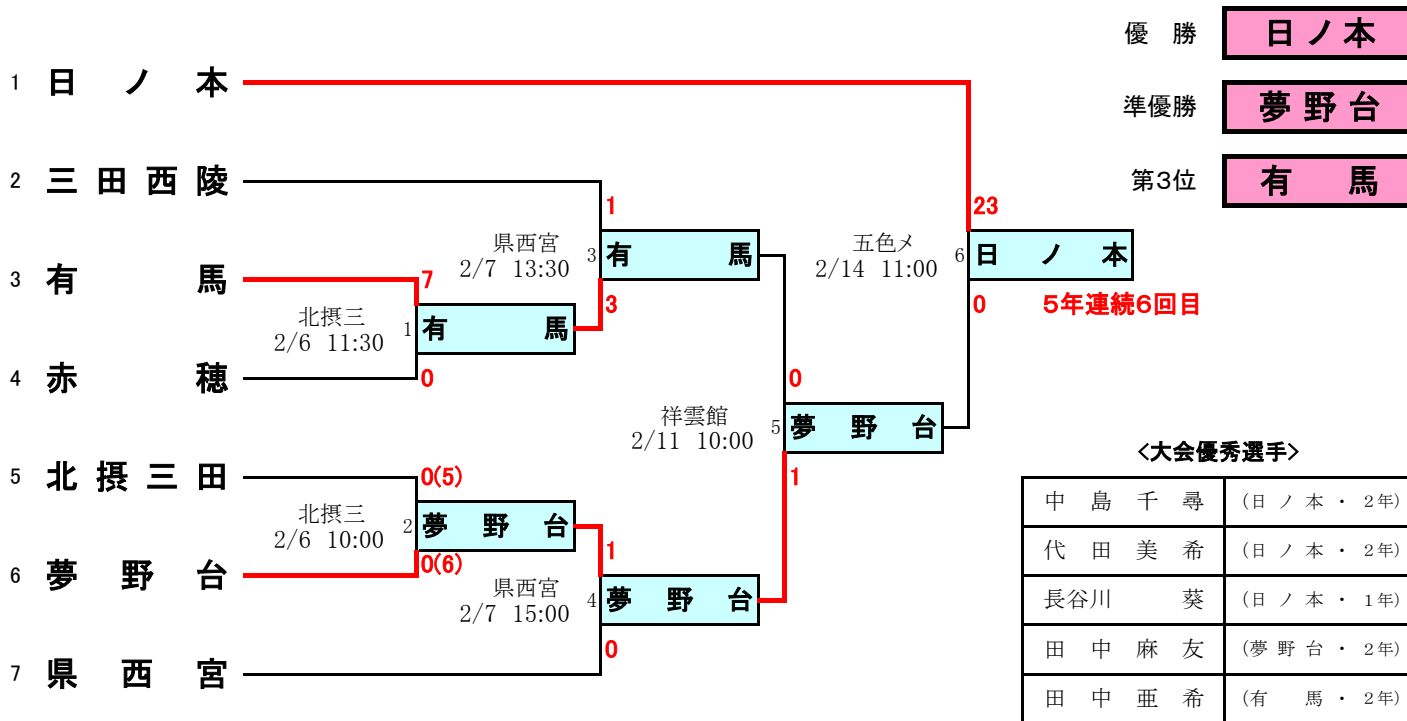 優 勝 日ノ本
準優勝 夢野台
第3位 有 馬
1 日ノ本
2 三田西陵
3 有馬
4 赤穂
5 北摂三田
6 夢野台
7 県西宮
7
北摂三
2/6 11:30
1 有馬
0
0(5)
北摂三
2/6 10:00
2 夢野台
0(6)
1
県西宮
2/7 13:30
3 有馬
3
1
県西宮
2/7 15:00
4 夢野台
0
0
祥雲館
2/11 10:00
5 夢野台
1
23
五色メ
2/14 11:00
6 日ノ本
0
5年連続6回目
<大会優秀選手>
中島千尋 (日ノ本・2年)
代田美希 (日ノ本・2年)
長谷川 葵 (日ノ本・1年)
田中麻友 (夢野台・2年)
田中亜希 (有馬・2年)